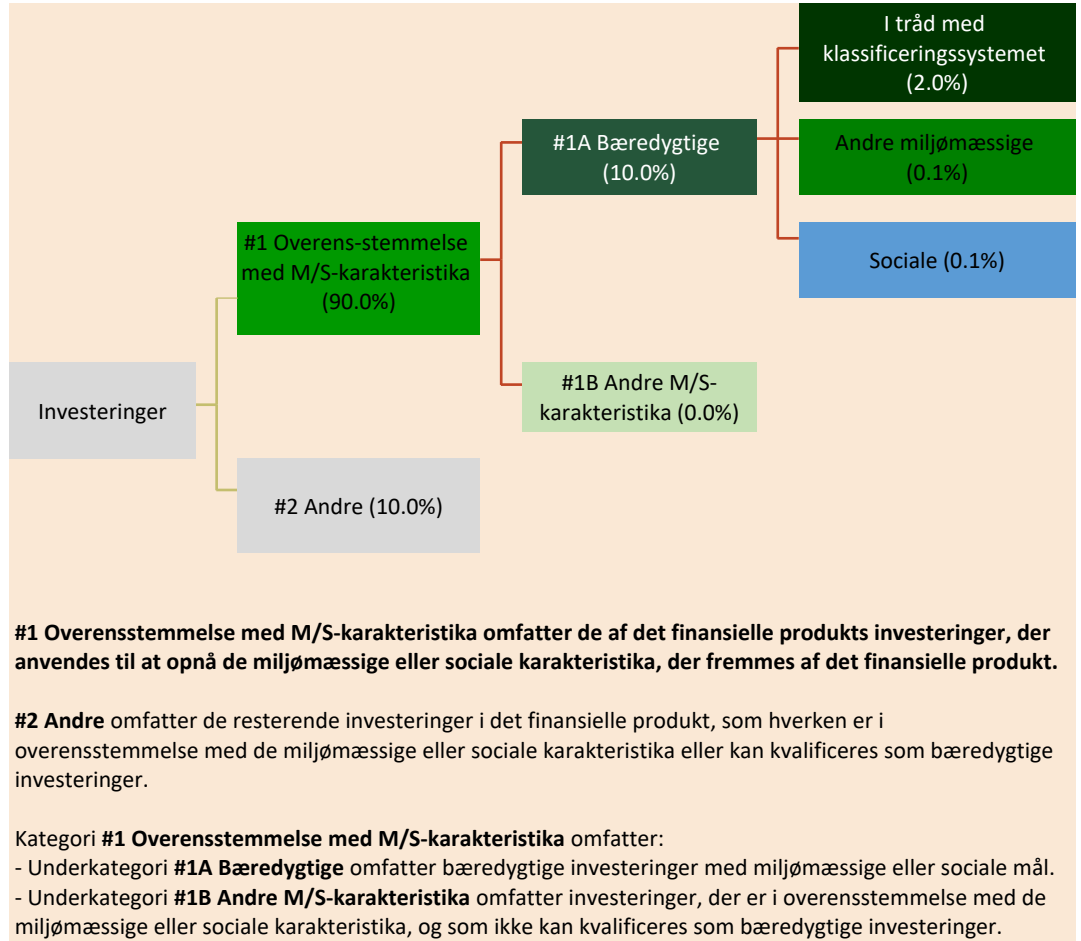 I tråd med
klassificeringssystemet
(2.0%)
#1A Bæredygtige
(10.0%)
Andre miljømæssige
(0.1%)
#1 Overens-stemmelse
med M/S-karakteristika
(90.0%)
Sociale (0.1%)
Investeringer
#1B Andre M/S-
karakteristika (0.0%)
#2 Andre (10.0%)
#1 Overensstemmelse med M/S-karakteristika omfatter de af det finansielle produkts investeringer, der
anvendes til at opnå de miljømæssige eller sociale karakteristika, der fremmes af det finansielle produkt.
#2 Andre omfatter de resterende investeringer i det finansielle produkt, som hverken er i
overensstemmelse med de miljømæssige eller sociale karakteristika eller kan kvalificeres som bæredygtige
investeringer.
Kategori #1 Overensstemmelse med M/S-karakteristika omfatter:
- Underkategori #1A Bæredygtige omfatter bæredygtige investeringer med miljømæssige eller sociale mål.
- Underkategori #1B Andre M/S-karakteristika omfatter investeringer, der er i overensstemmelse med de
miljømæssige eller sociale karakteristika, og som ikke kan kvalificeres som bæredygtige investeringer.